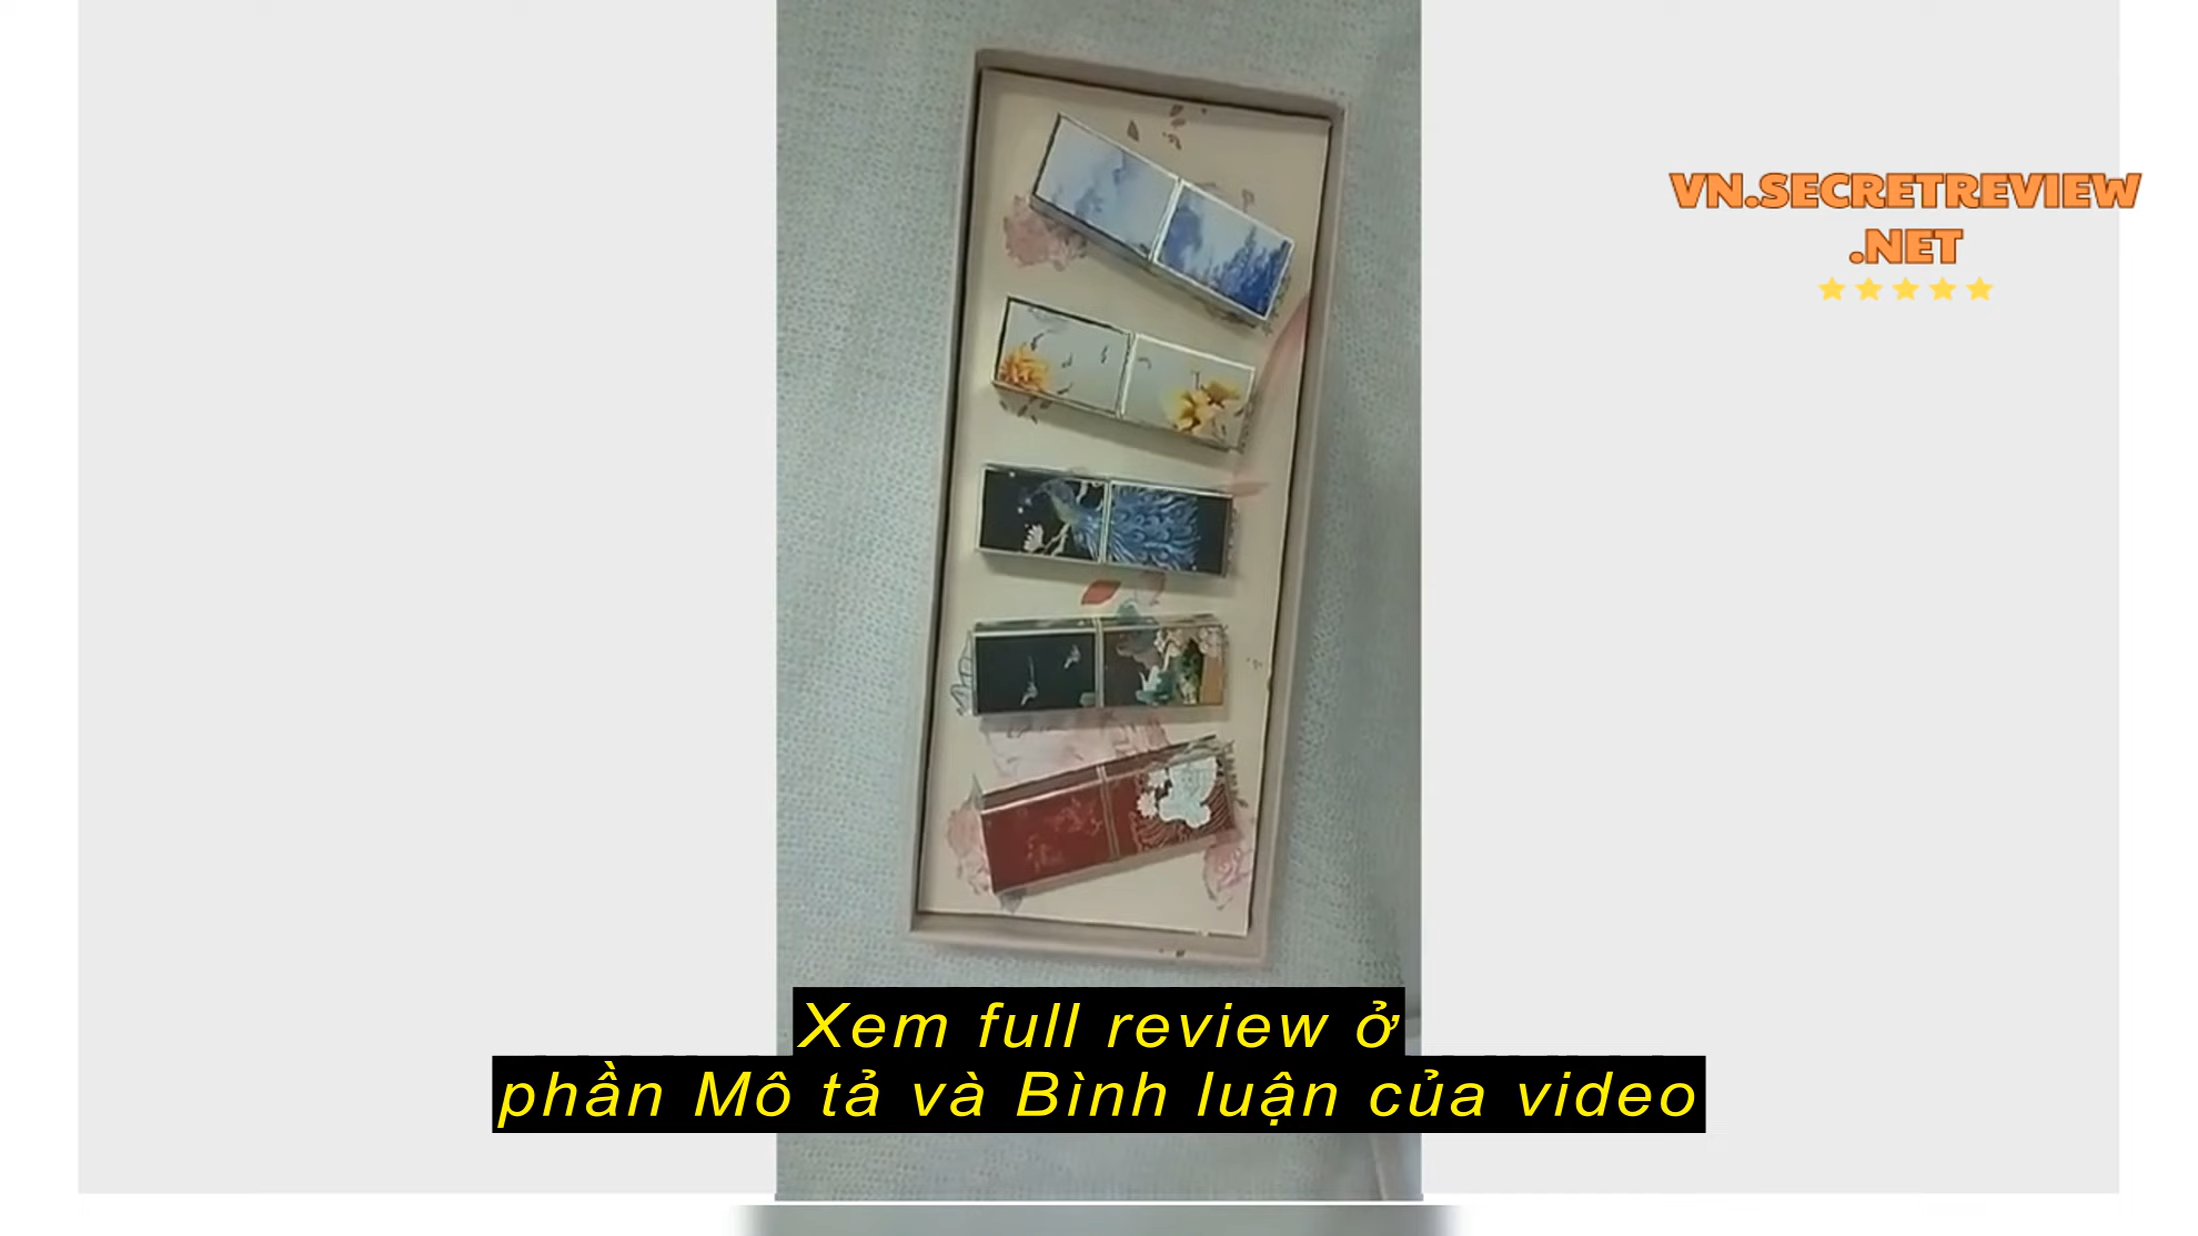 VN.SECRETREVIEW
.NET
Xem full review ở
phần Mô tả và Bình luận của video